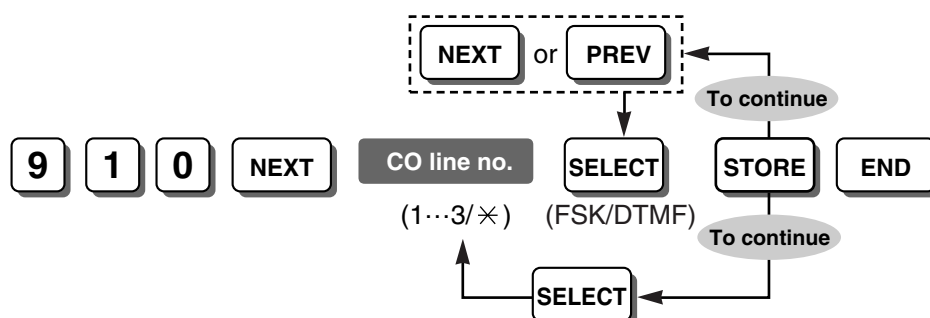 NEXT or PREV
To continue
9 1 0 NEXT CO line no. SELECT STORE END
(1···3/✳) (FSK/DTMF)
To continue
SELECT